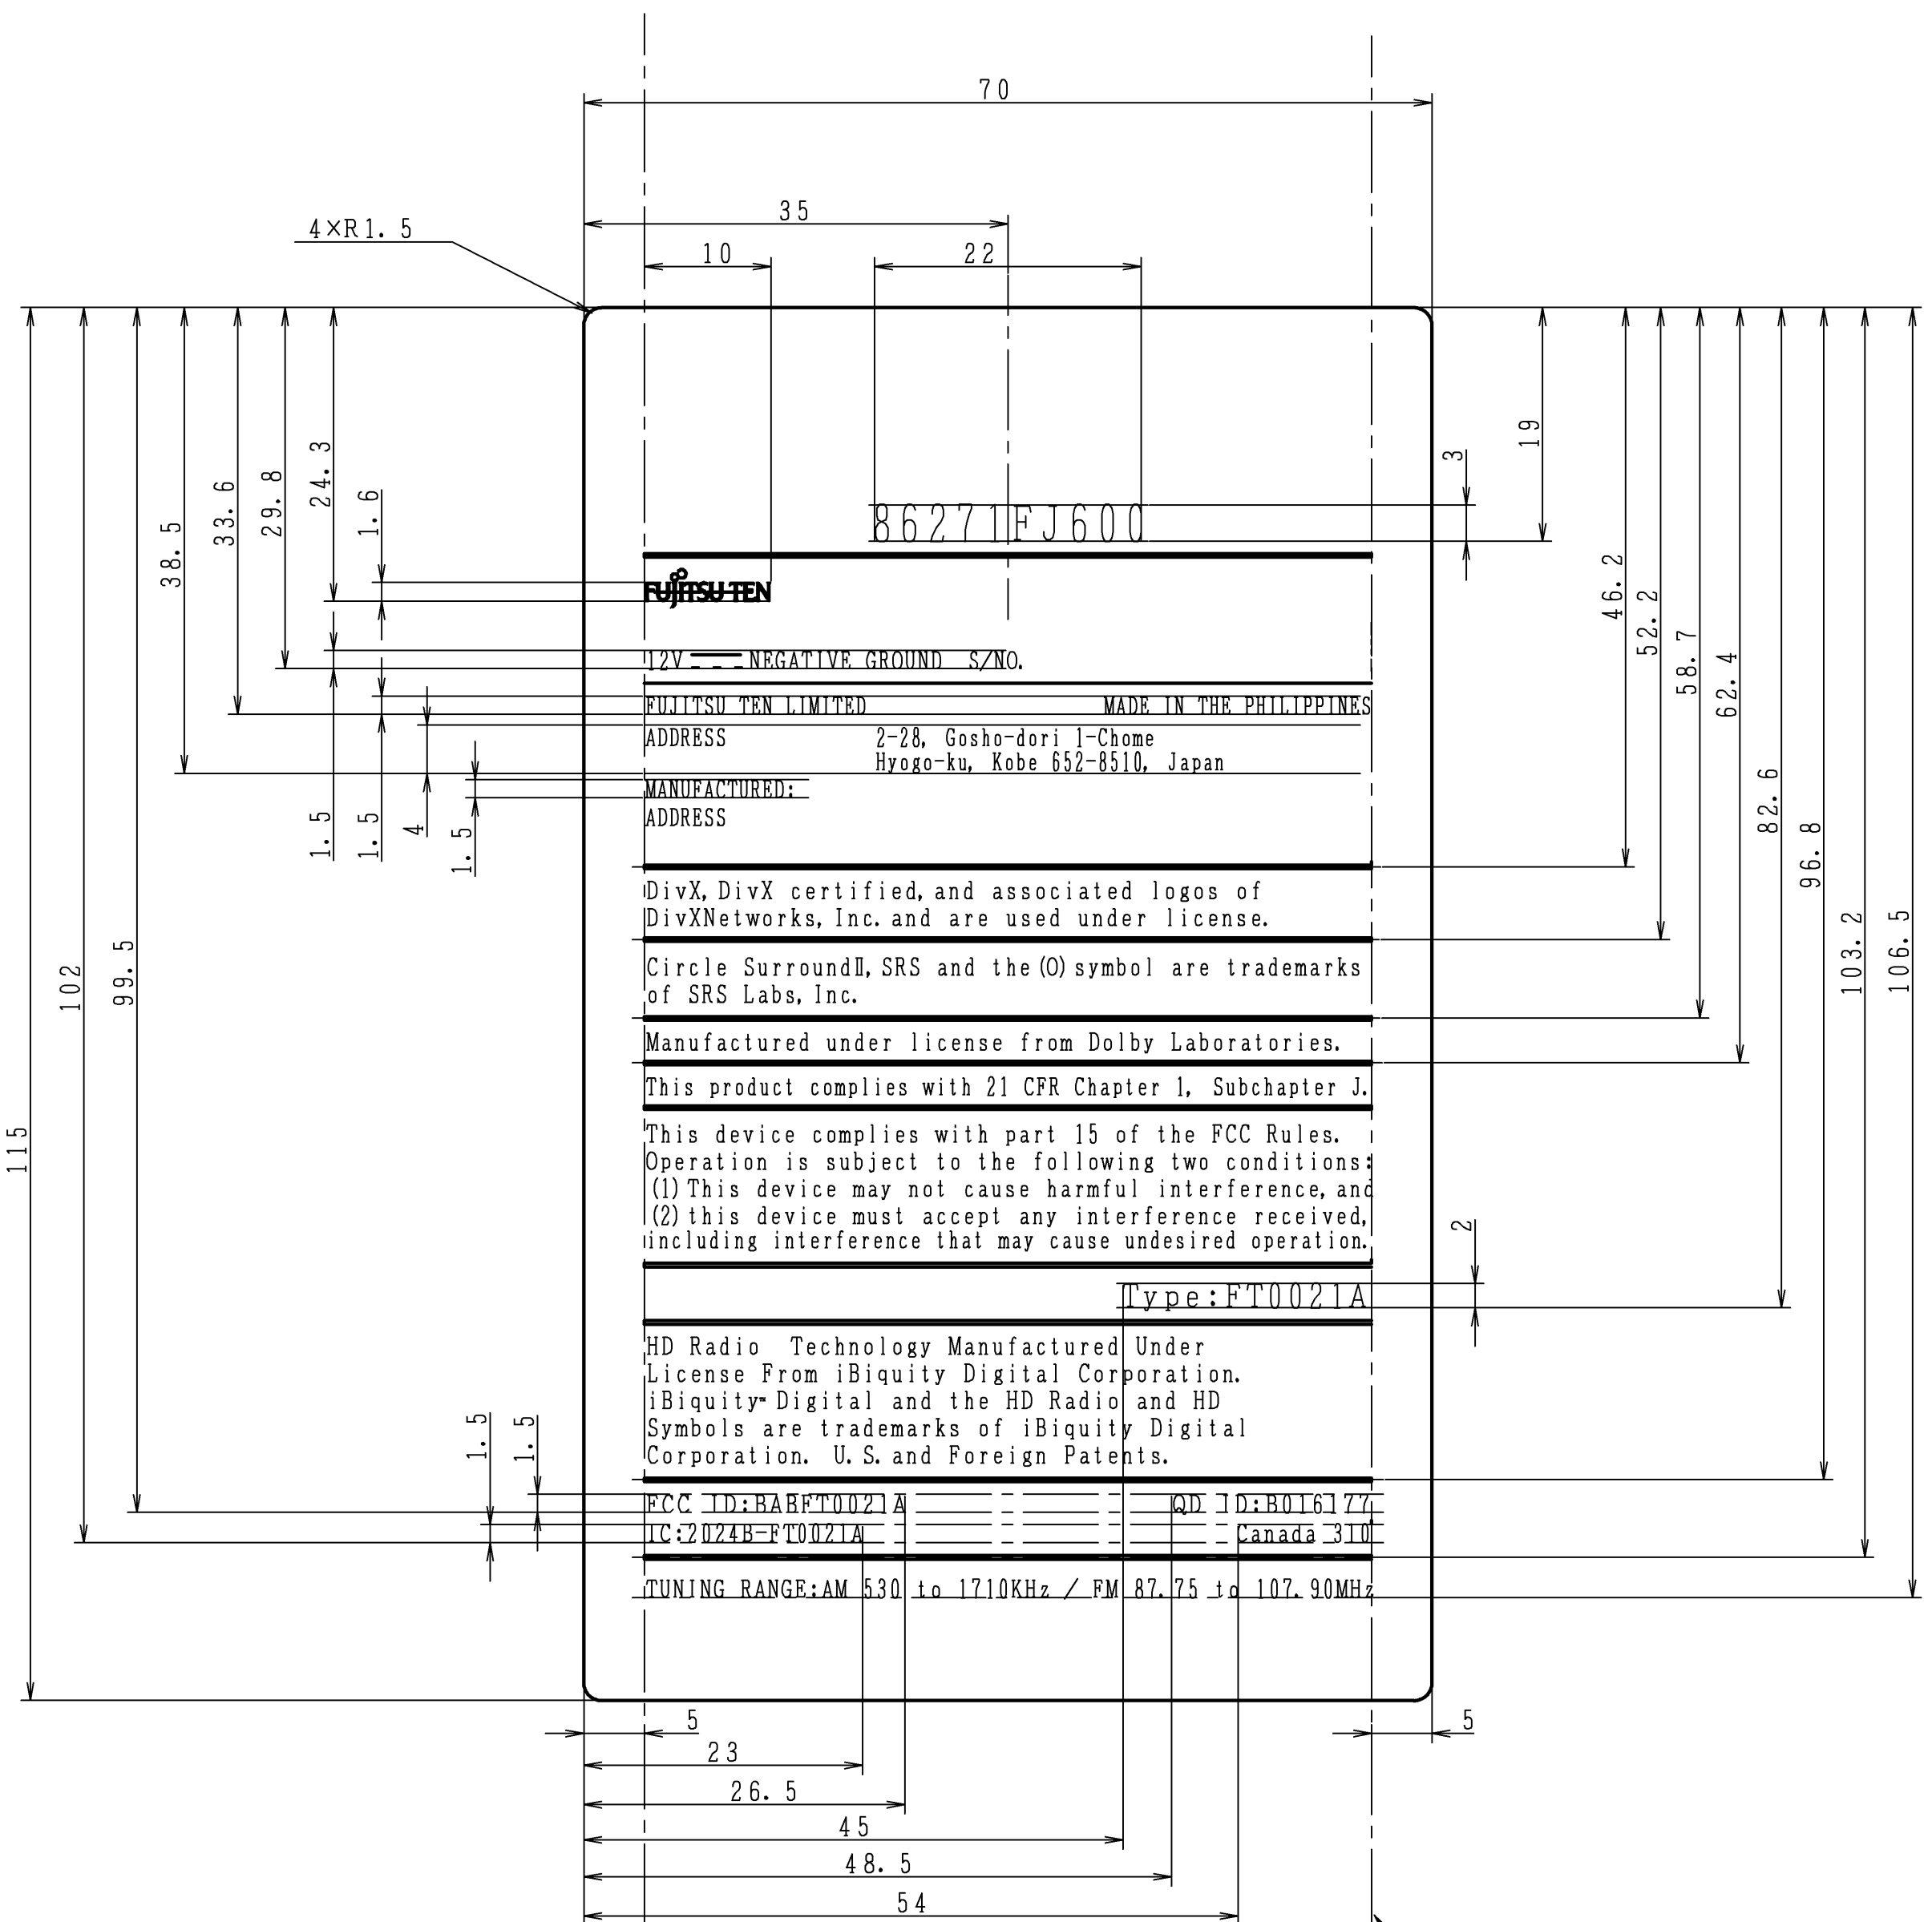 70
35
4×R1.5
10
22
19
3
24.3
1.6
29.8
33.6
38.5
86271FJ600
46.2
52.2
58.7
62.4
FUJITSU TEN
12V NEGATIVE GROUND S/NO.
FUJITSU TEN LIMITED MADE IN THE PHILIPPINES
ADDRESS 2-28, Gosho-dori 1-Chome
Hyogo-ku, Kobe 652-8510, Japan
MANUFACTURED:
ADDRESS
1.5
1.5
4
1.5
82.6
96.8
103.2
106.5
102
99.5
115
DivX, DivX certified, and associated logos of
DivXNetworks, Inc. and are used under license.
Circle SurroundⅡ, SRS and the (O) symbol are trademarks
of SRS Labs, Inc.
Manufactured under license from Dolby Laboratories.
This product complies with 21 CFR Chapter 1, Subchapter J.
This device complies with part 15 of the FCC Rules.
Operation is subject to the following two conditions:
(1) This device may not cause harmful interference, and
(2) this device must accept any interference received,
including interference that may cause undesired operation.
2
Type:FT0021A
HD Radio Technology Manufactured Under
License From iBiquity Digital Corporation.
iBiquity™ Digital and the HD Radio and HD
Symbols are trademarks of iBiquity Digital
Corporation. U.S. and Foreign Patents.
1.5
1.5
FCC ID:BABFT0021A QD ID:B016177
IC:2024B-FT0021A Canada 310
TUNING RANGE:AM 530 to 1710KHz / FM 87.75 to 107.90MHz
5
5
23
26.5
45
48.5
54